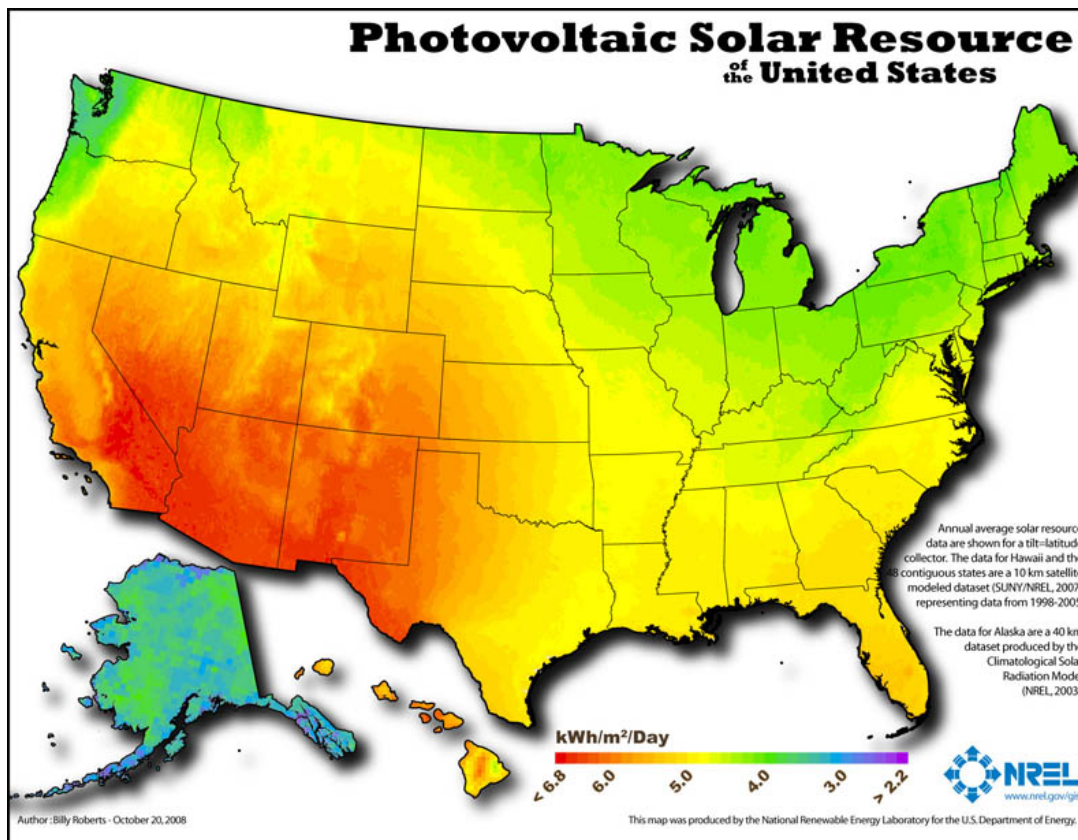 Photovoltaic Solar Resource
of the United States
Annual average solar resource
data are shown for a tilt=latitude
collector. The data for Hawaii and the
48 contiguous states are a 10 km satellite
modeled dataset (SUNY/NREL, 2007)
representing data from 1998-2005.
The data for Alaska are a 40 km
dataset produced by the
Climatological Solar
Radiation Model
(NREL, 2003).
kWh/m²/Day
< 6.8 6.0 5.0 4.0 3.0 > 2.2
NREL
www.nrel.gov/gis
Author : Billy Roberts - October 20, 2008
This map was produced by the National Renewable Energy Laboratory for the U.S. Department of Energy.